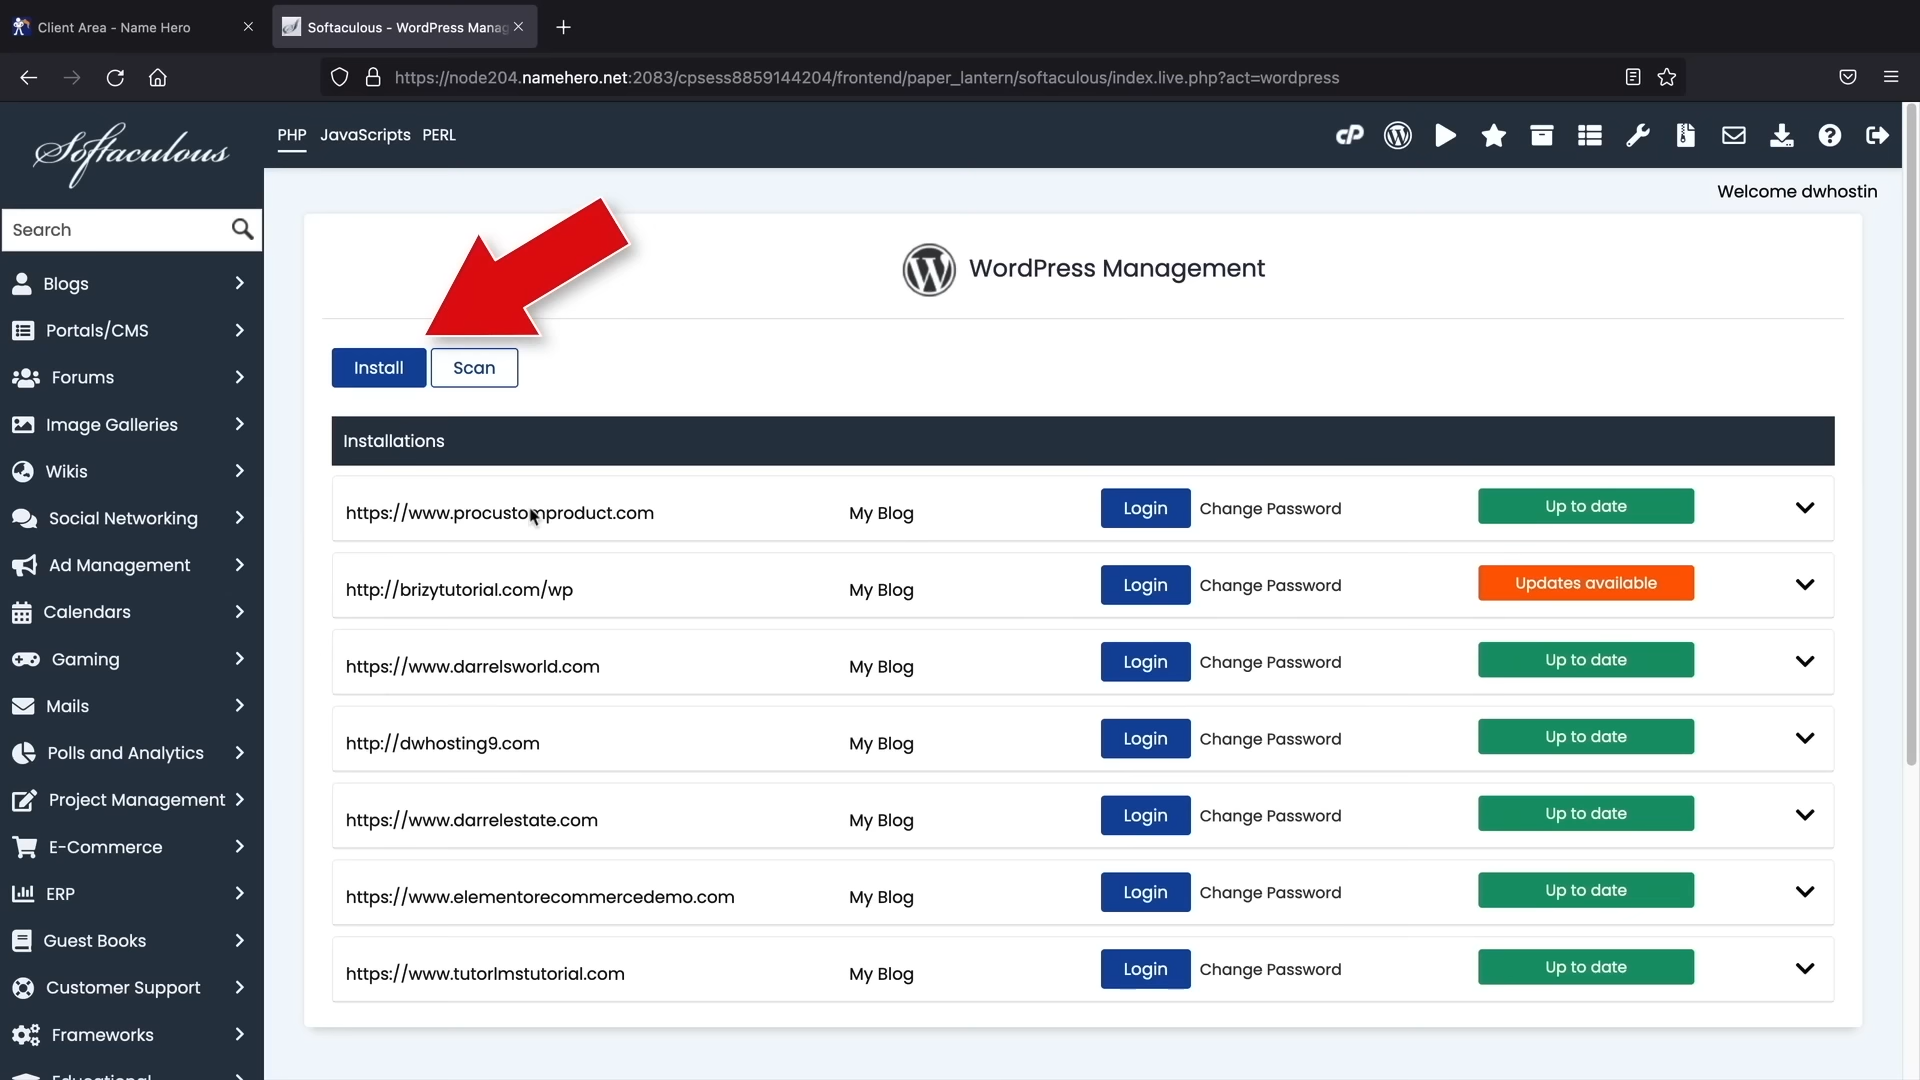 Client Area - Name Hero
Softaculous - WordPress Manag
https://node204.namehero.net:2083/cpsess8859144204/frontend/paper_lantern/softaculous/index.live.php?act=wordpress
Softaculous
PHP JavaScripts PERL
Welcome dwhostin
Search
Blogs
Portals/CMS
Forums
Image Galleries
Wikis
Social Networking
Ad Management
Calendars
Gaming
Mails
Polls and Analytics
Project Management
E-Commerce
ERP
Guest Books
Customer Support
Frameworks
Educational
WordPress Management
Install Scan
Installations
https://www.procustomproduct.com My Blog Login Change Password Up to date
http://brizytutorial.com/wp My Blog Login Change Password Updates available
https://www.darrelsworld.com My Blog Login Change Password Up to date
http://dwhosting9.com My Blog Login Change Password Up to date
https://www.darrelestate.com My Blog Login Change Password Up to date
https://www.elementorecommercedemo.com My Blog Login Change Password Up to date
https://www.tutorlmstutorial.com My Blog Login Change Password Up to date